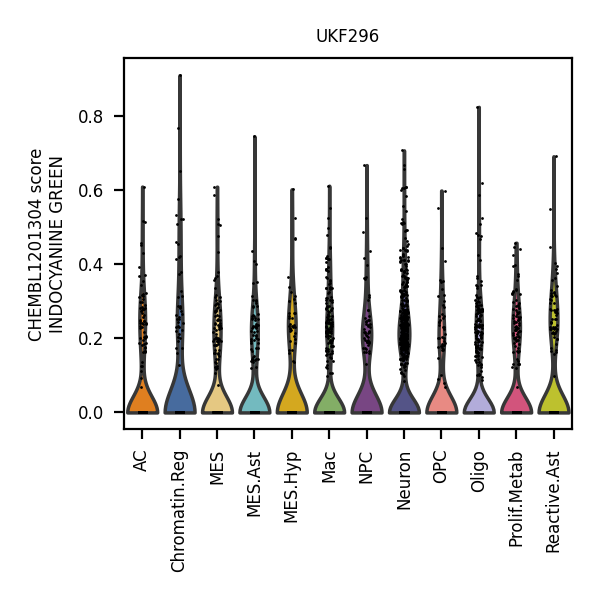 UKF296
CHEMBL1201304 score
INDOCYANINE GREEN
0.8
0.6
0.4
0.2
0.0
AC
Chromatin.Reg
MES
MES.Ast
MES.Hyp
Mac
NPC
Neuron
OPC
Oligo
Prolif.Metab
Reactive.Ast